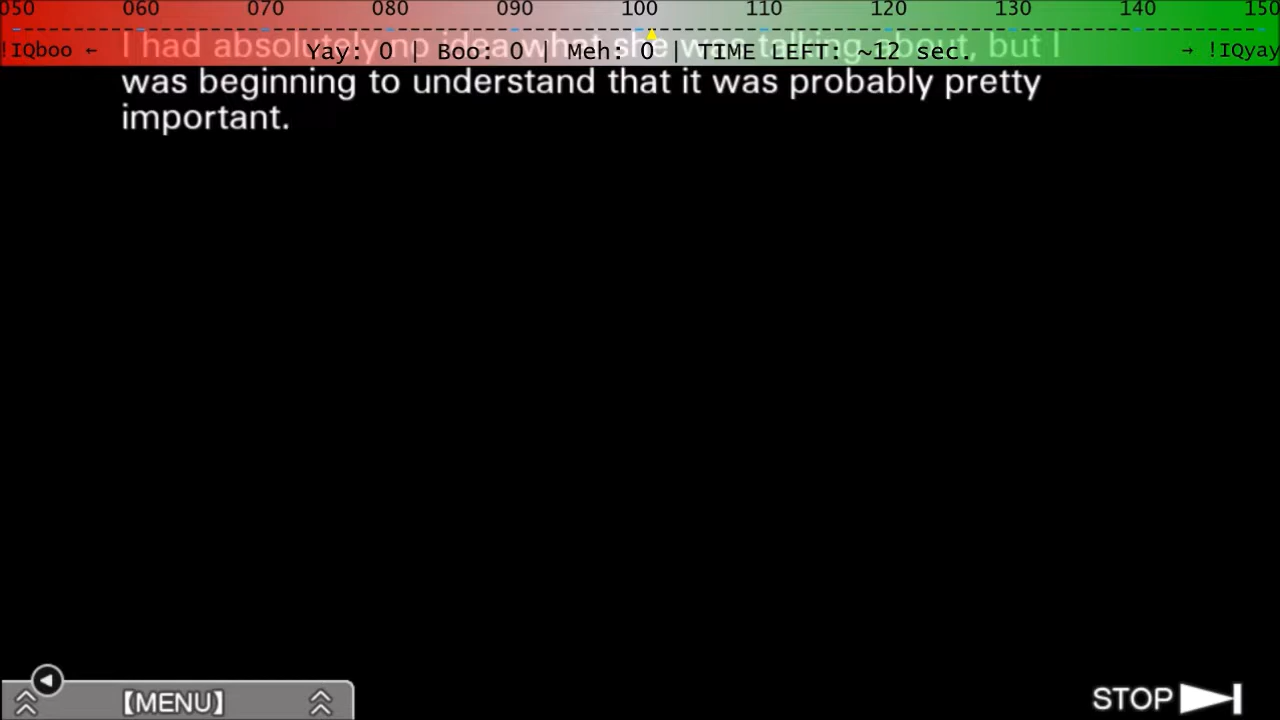 050 060 070 080 090 100 110 120 130 140 150
!IQboo ← Yay: 0 | Boo: 0 | Meh: 0 | TIME LEFT: ~12 sec. → !IQyay
I had absolutely no idea what she was talking about, but I
was beginning to understand that it was probably pretty
important.
【MENU】
STOP